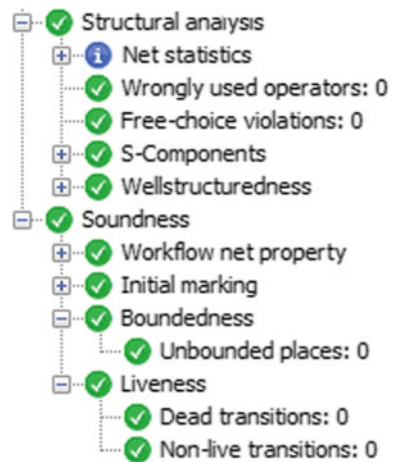 Structural analysis
Net statistics
Wrongly used operators: 0
Free-choice violations: 0
S-Components
Wellstructuredness
Soundness
Workflow net property
Initial marking
Boundedness
Unbounded places: 0
Liveness
Dead transitions: 0
Non-live transitions: 0